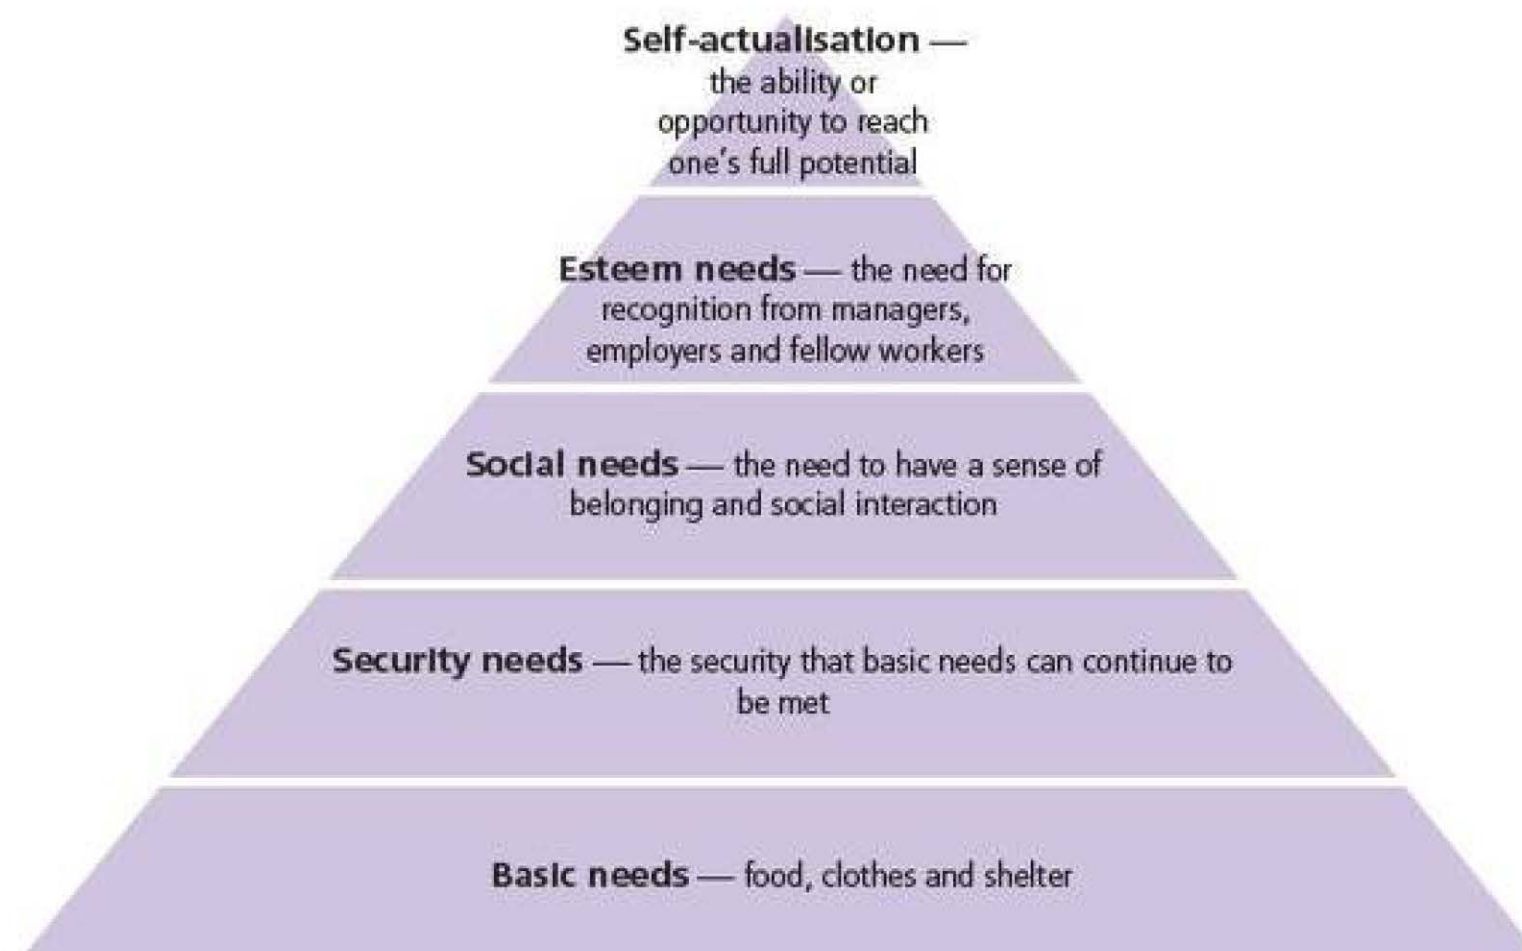 Self-actualisation —
the ability or
opportunity to reach
one's full potential
Esteem needs — the need for
recognition from managers,
employers and fellow workers
Social needs — the need to have a sense of
belonging and social interaction
Security needs — the security that basic needs can continue to
be met
Basic needs — food, clothes and shelter